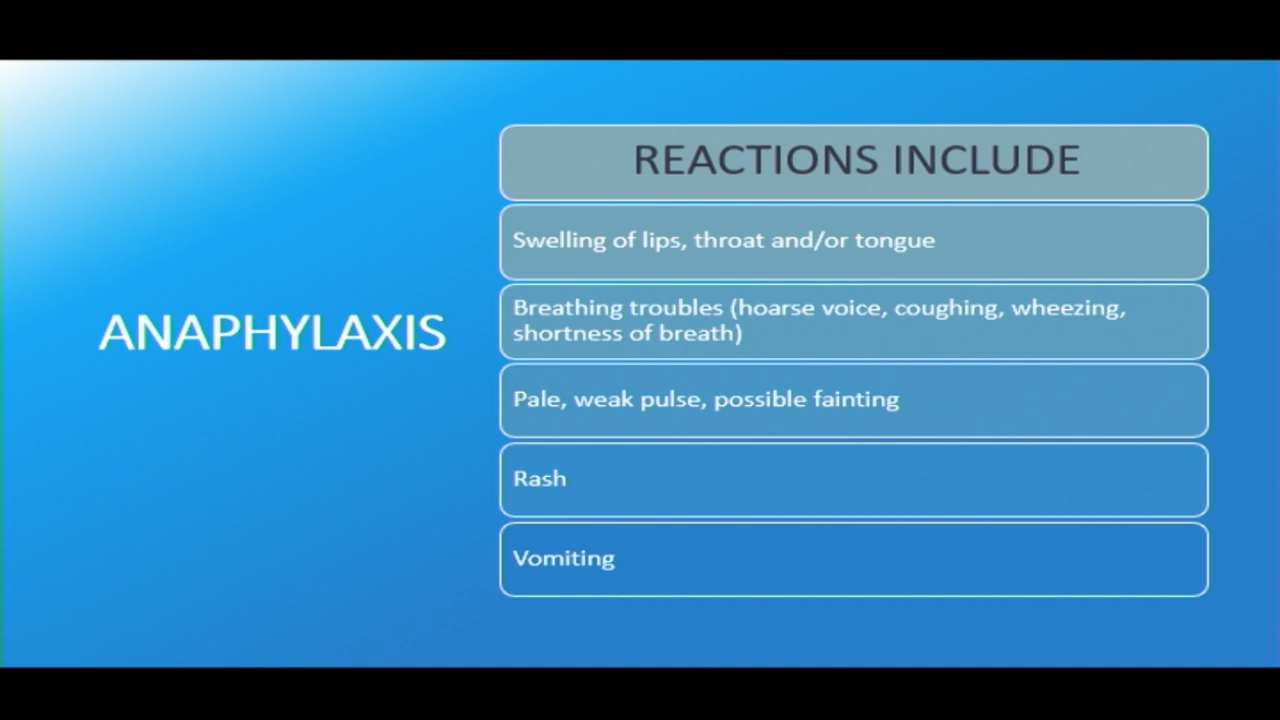 ANAPHYLAXIS
REACTIONS INCLUDE
Swelling of lips, throat and/or tongue
Breathing troubles (hoarse voice, coughing, wheezing,
shortness of breath)
Pale, weak pulse, possible fainting
Rash
Vomiting